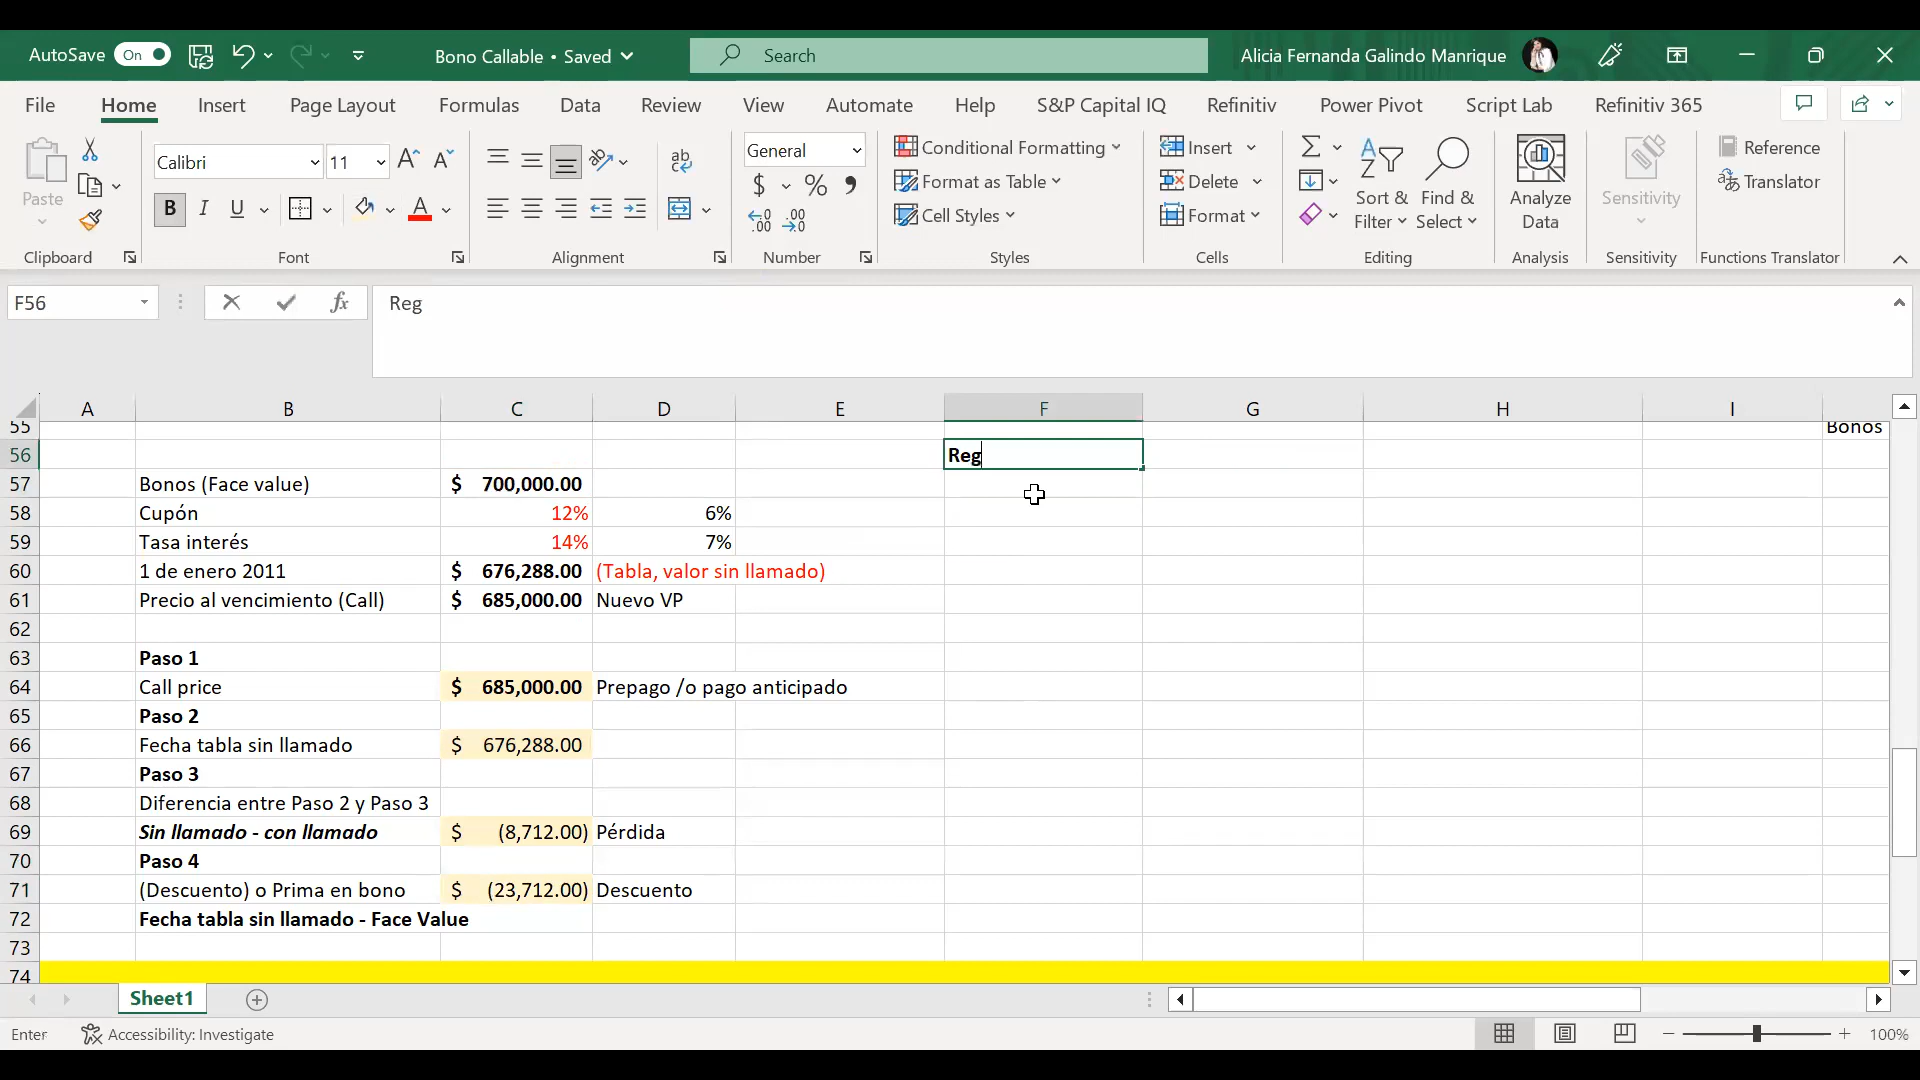 AutoSave On Bono Callable • Saved Search Alicia Fernanda Galindo Manrique
File Home Insert Page Layout Formulas Data Review View Automate Help S&P Capital IQ Refinitiv Power Pivot Script Lab Refinitiv 365
Paste
Calibri 11
B I U
ab
General
$ % ,
Conditional Formatting
Format as Table
Cell Styles
Insert
Delete
Format
Sort & Filter
Find & Select
Analyze Data
Sensitivity
Reference
Translator
Clipboard Font Alignment Number Styles Cells Editing Analysis Sensitivity Functions Translator
F56 fx Reg
A B C D E F G H I
55 Bonos
56 Reg
57 Bonos (Face value) $ 700,000.00
58 Cupón 12% 6%
59 Tasa interés 14% 7%
60 1 de enero 2011 $ 676,288.00 (Tabla, valor sin llamado)
61 Precio al vencimiento (Call) $ 685,000.00 Nuevo VP
62
63 Paso 1
64 Call price $ 685,000.00 Prepago /o pago anticipado
65 Paso 2
66 Fecha tabla sin llamado $ 676,288.00
67 Paso 3
68 Diferencia entre Paso 2 y Paso 3
69 Sin llamado - con llamado $ (8,712.00) Pérdida
70 Paso 4
71 (Descuento) o Prima en bono $ (23,712.00) Descuento
72 Fecha tabla sin llamado - Face Value
73
74
Sheet1
Enter Accessibility: Investigate 100%